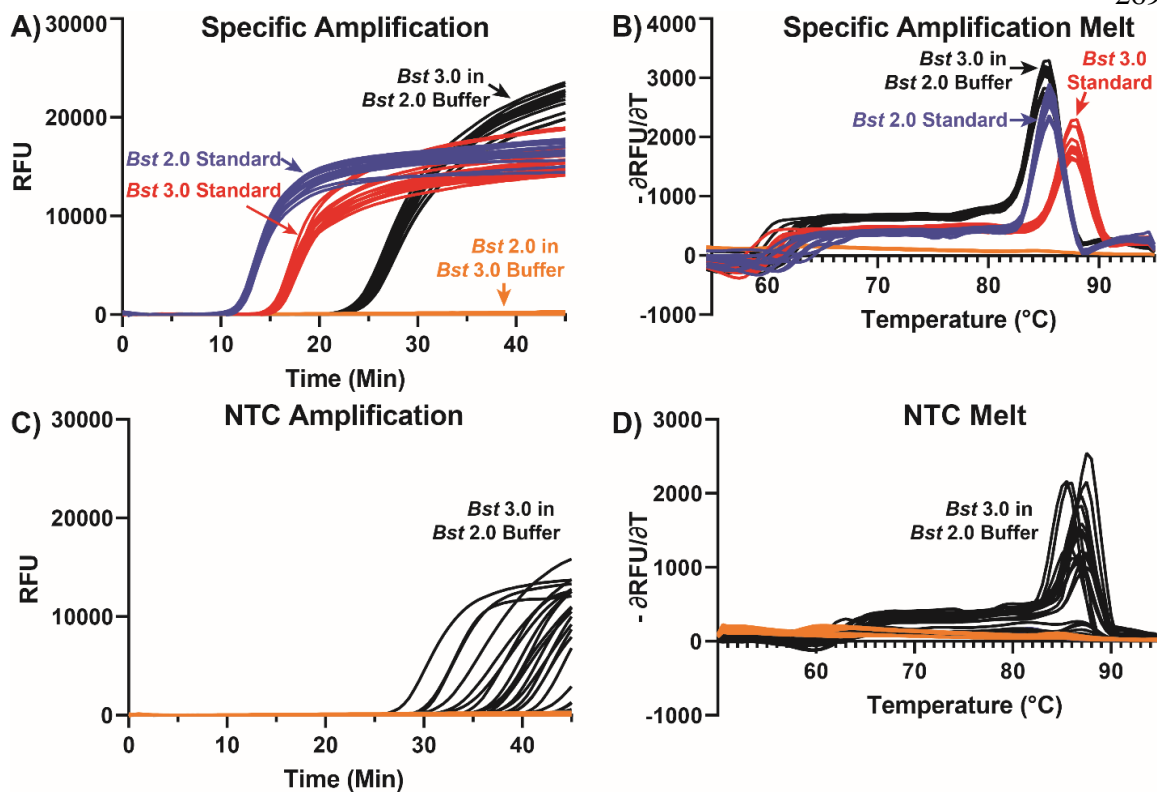 A) Specific Amplification
30000
20000
10000
0
RFU
Bst 3.0 in
Bst 2.0 Buffer
Bst 2.0 Standard
Bst 3.0 Standard
Bst 2.0 in
Bst 3.0 Buffer
0 10 20 30 40
Time (Min)
B) Specific Amplification Melt
4000
3000
2000
1000
0
-1000
- ∂RFU/∂T
Bst 3.0 in
Bst 2.0 Buffer
Bst 3.0
Standard
Bst 2.0 Standard
60 70 80 90
Temperature (°C)
C) NTC Amplification
30000
20000
10000
0
RFU
Bst 3.0 in
Bst 2.0 Buffer
0 10 20 30 40
Time (Min)
D) NTC Melt
3000
2000
1000
0
-1000
- ∂RFU/∂T
Bst 3.0 in
Bst 2.0 Buffer
60 70 80 90
Temperature (°C)